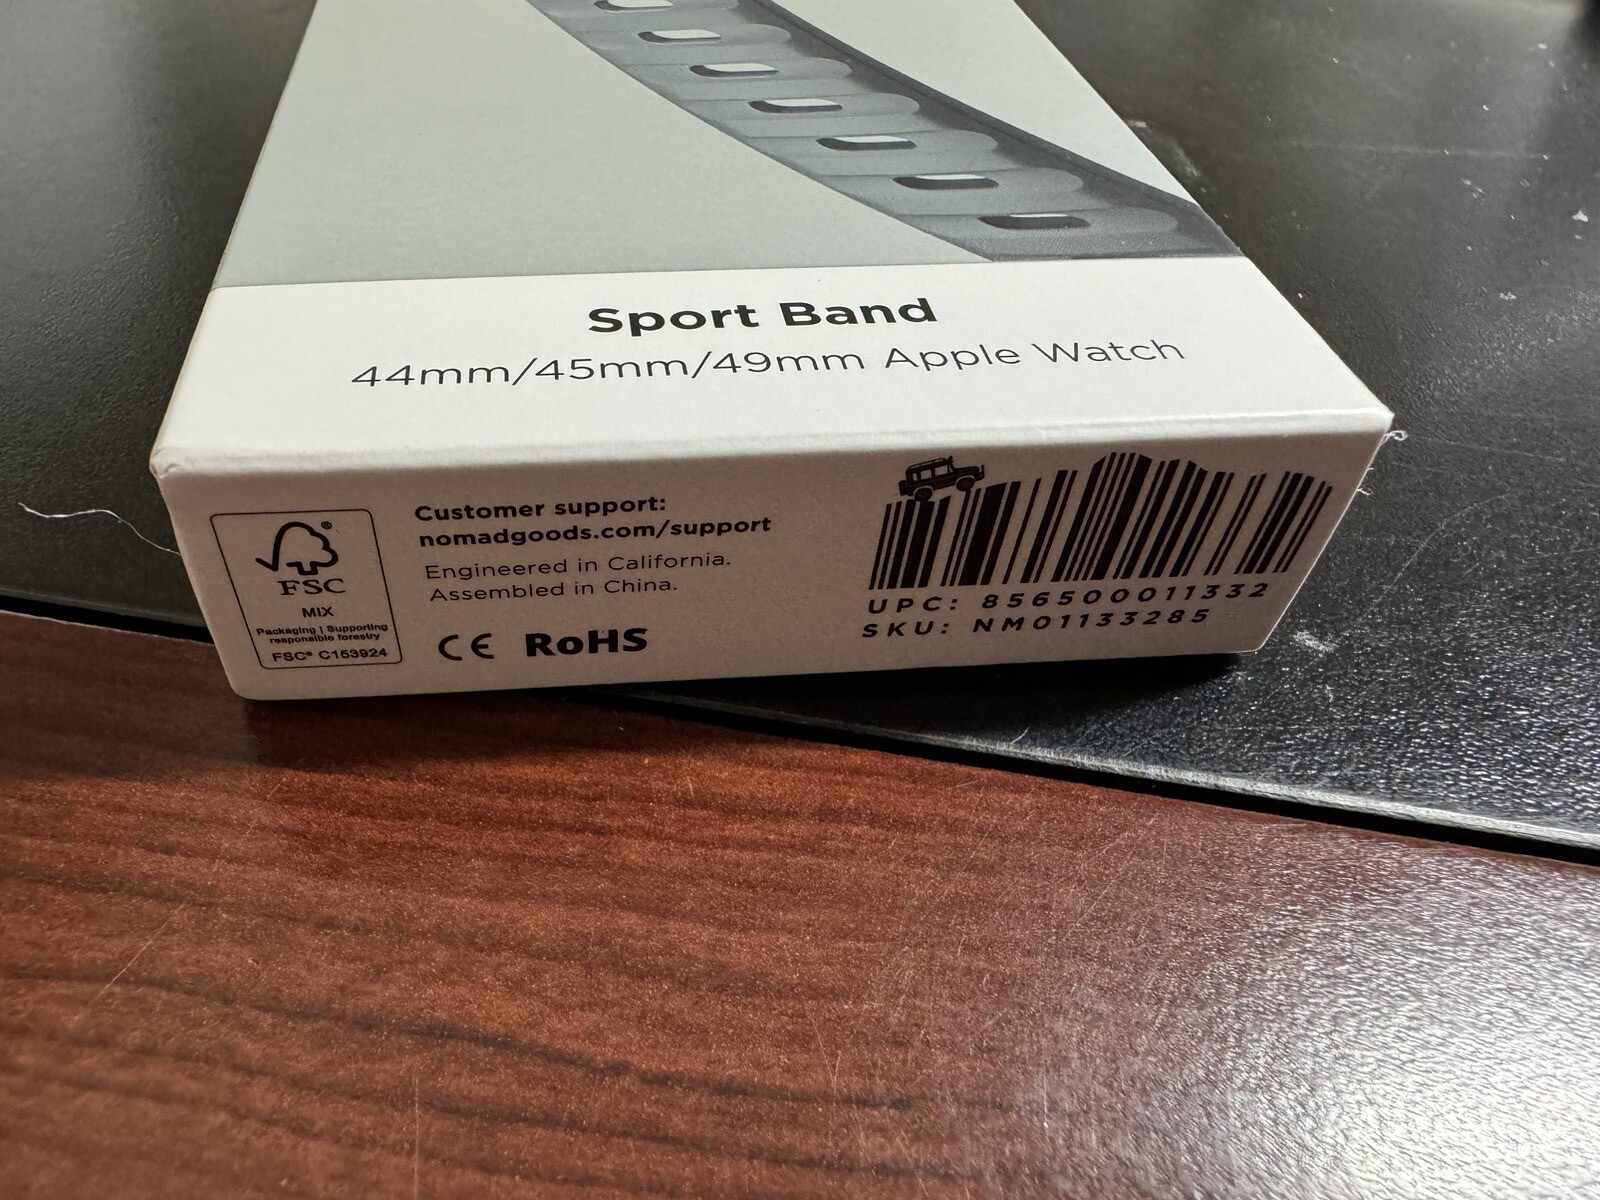 Sport Band
44mm/45mm/49mm Apple Watch
FSC®
MIX
Packaging | Supporting
responsible forestry
FSC® C153924
Customer support:
nomadgoods.com/support
Engineered in California.
Assembled in China.
CE RoHS
UPC: 856500011332
SKU: NM01133285